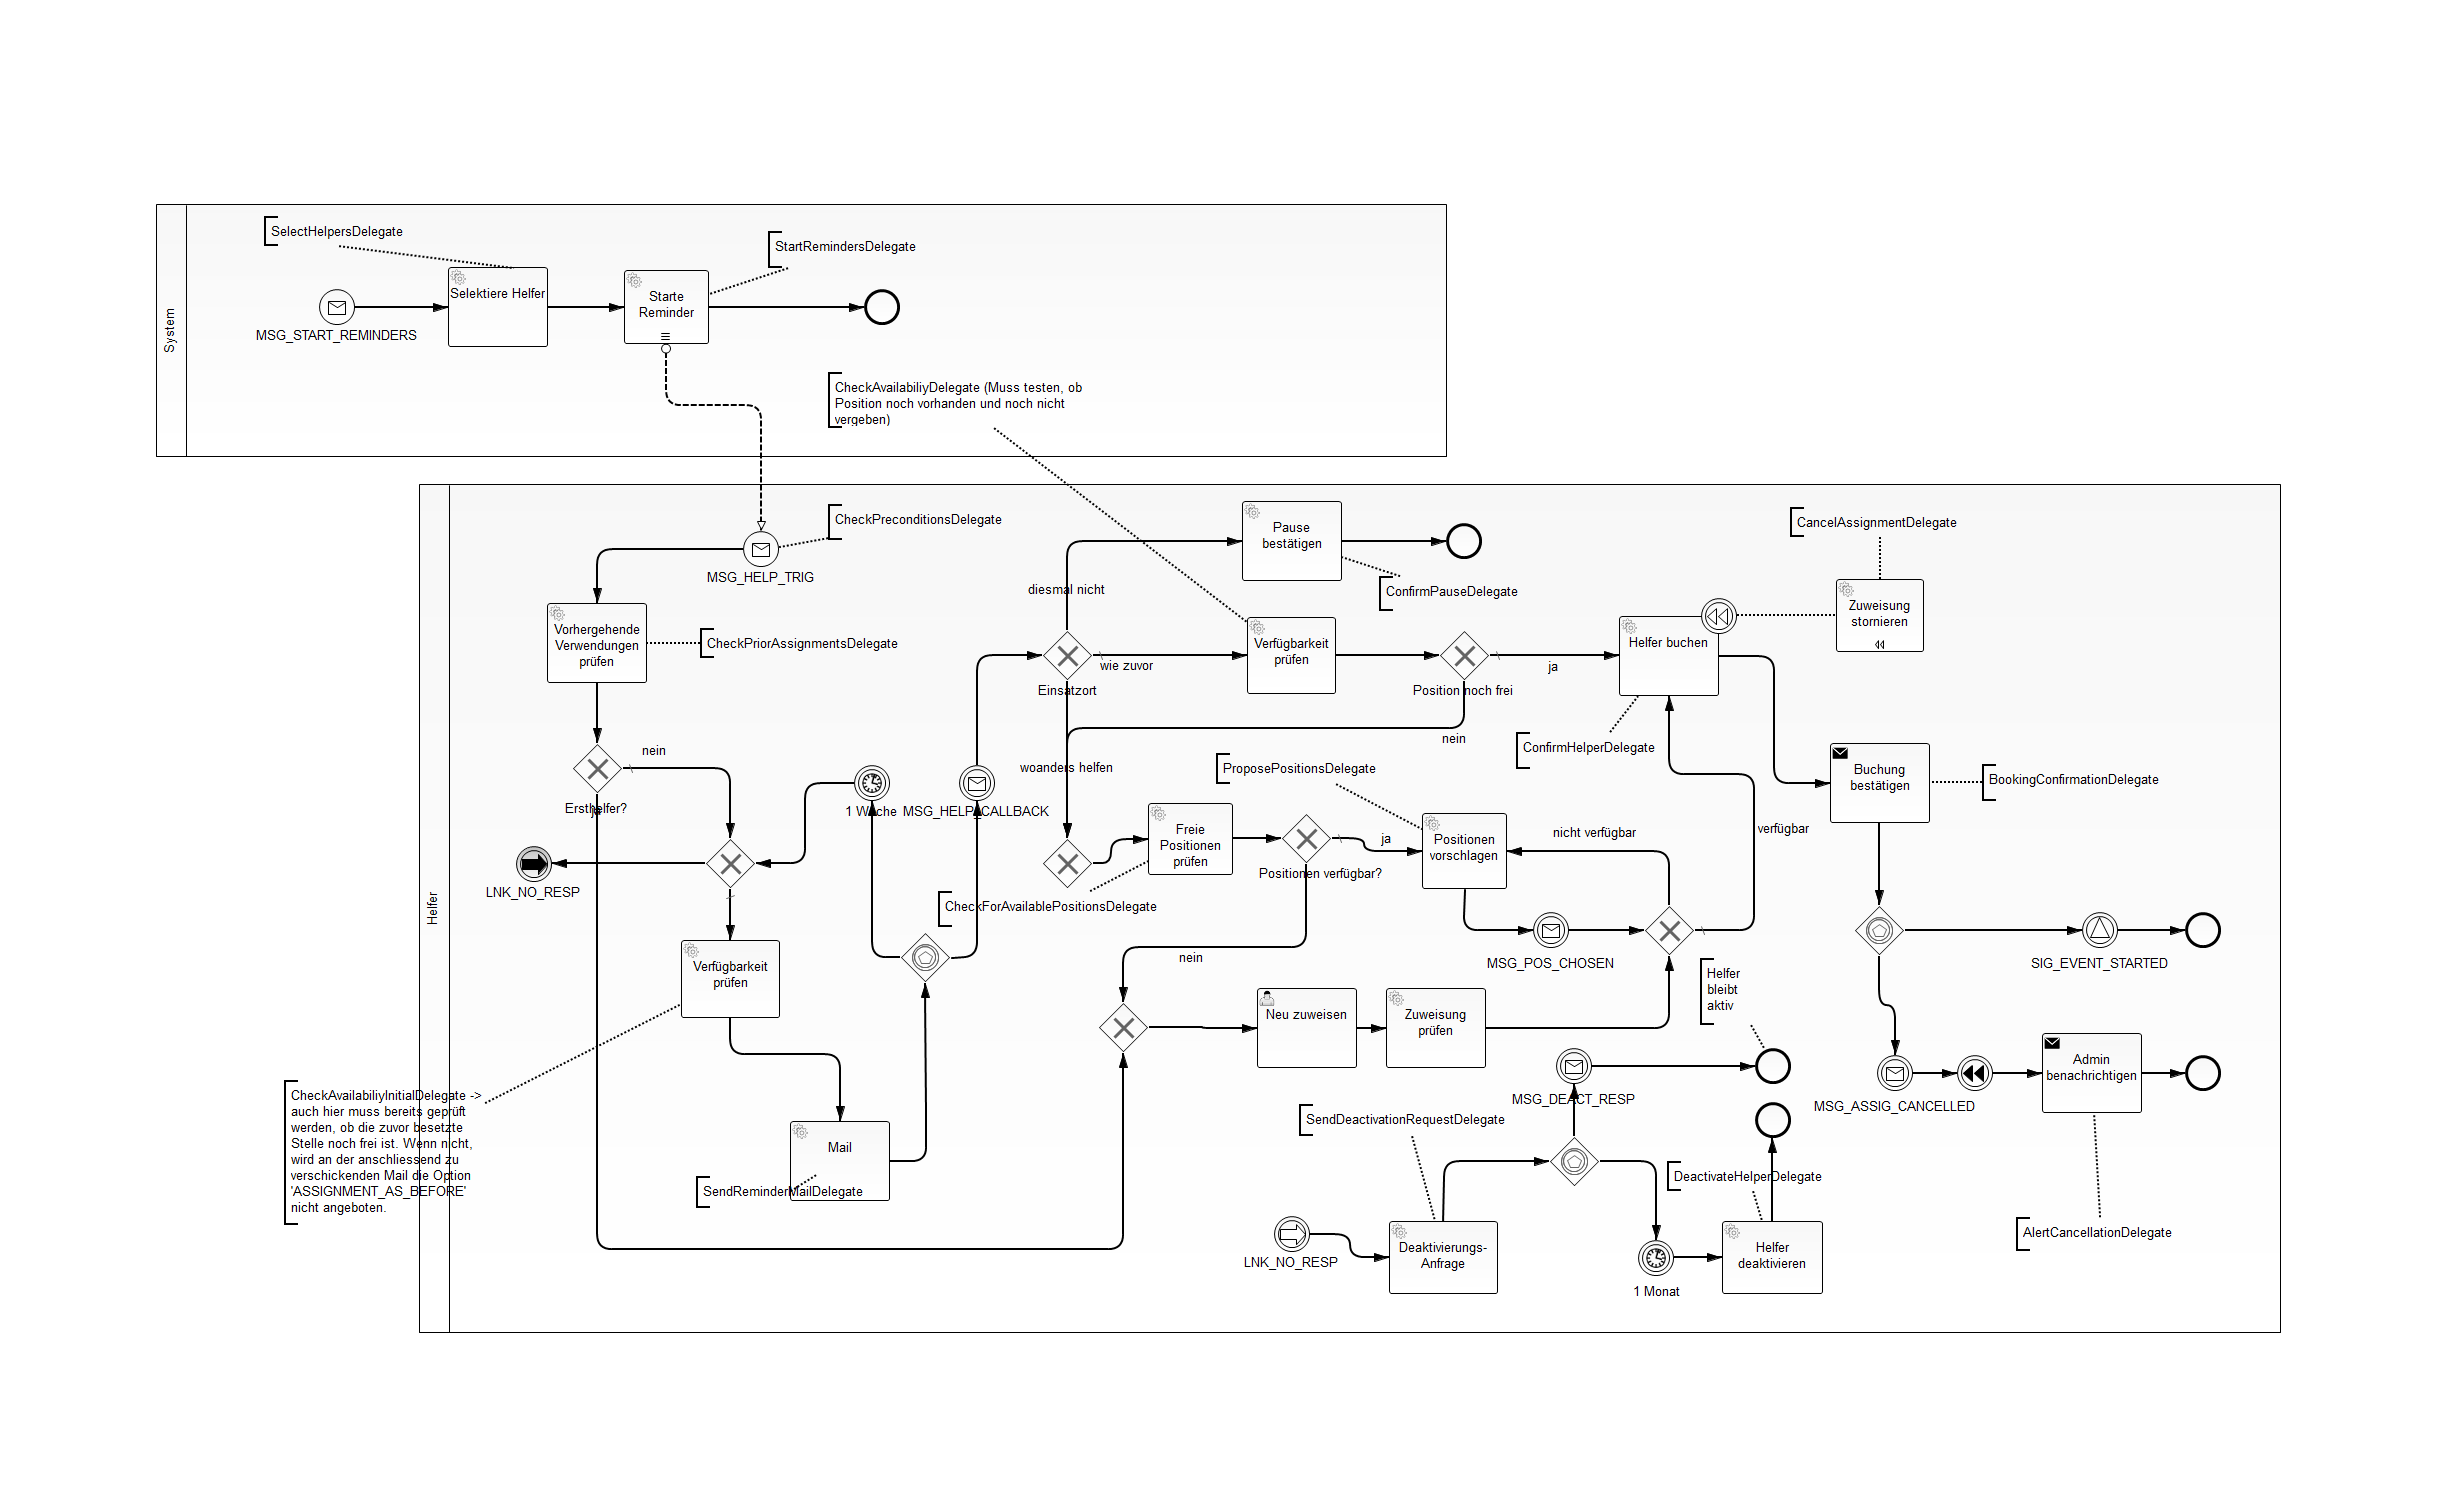 System
SelectHelpersDelegate
StartRemindersDelegate
MSG_START_REMINDERS
Selektiere Helfer
Starte
Reminder
CheckAvailabiliyDelegate (Muss testen, ob
Position noch vorhanden und noch nicht
vergeben)
Helfer
CheckPreconditionsDelegate
MSG_HELP_TRIG
Vorhergehende
Verwendungen
prüfen
CheckPriorAssignmentsDelegate
Ersthelfer?
nein
ja
LNK_NO_RESP
1 Woche
MSG_HELP_CALLBACK
Verfügbarkeit
prüfen
CheckAvailabiliyInitialDelegate ->
auch hier muss bereits geprüft
werden, ob die zuvor besetzte
Stelle noch frei ist. Wenn nicht,
wird an der anschliessend zu
verschickenden Mail die Option
'ASSIGNMENT_AS_BEFORE'
nicht angeboten.
Mail
SendReminderMailDelegate
diesmal nicht
Einsatzort
wie zuvor
woanders helfen
Pause
bestätigen
ConfirmPauseDelegate
Verfügbarkeit
prüfen
Position noch frei
ja
nein
Helfer buchen
ConfirmHelperDelegate
CancelAssignmentDelegate
Zuweisung
stornieren
ProposePositionsDelegate
Freie
Positionen
prüfen
CheckForAvailablePositionsDelegate
Positionen verfügbar?
ja
nein
Positionen
vorschlagen
nicht verfügbar
verfügbar
MSG_POS_CHOSEN
Neu zuweisen
Zuweisung
prüfen
Buchung
bestätigen
BookingConfirmationDelegate
SIG_EVENT_STARTED
MSG_ASSIG_CANCELLED
Admin
benachrichtigen
AlertCancellationDelegate
Helfer
bleibt
aktiv
MSG_DEACT_RESP
SendDeactivationRequestDelegate
LNK_NO_RESP
Deaktivierungs-
Anfrage
1 Monat
DeactivateHelperDelegate
Helfer
deaktivieren